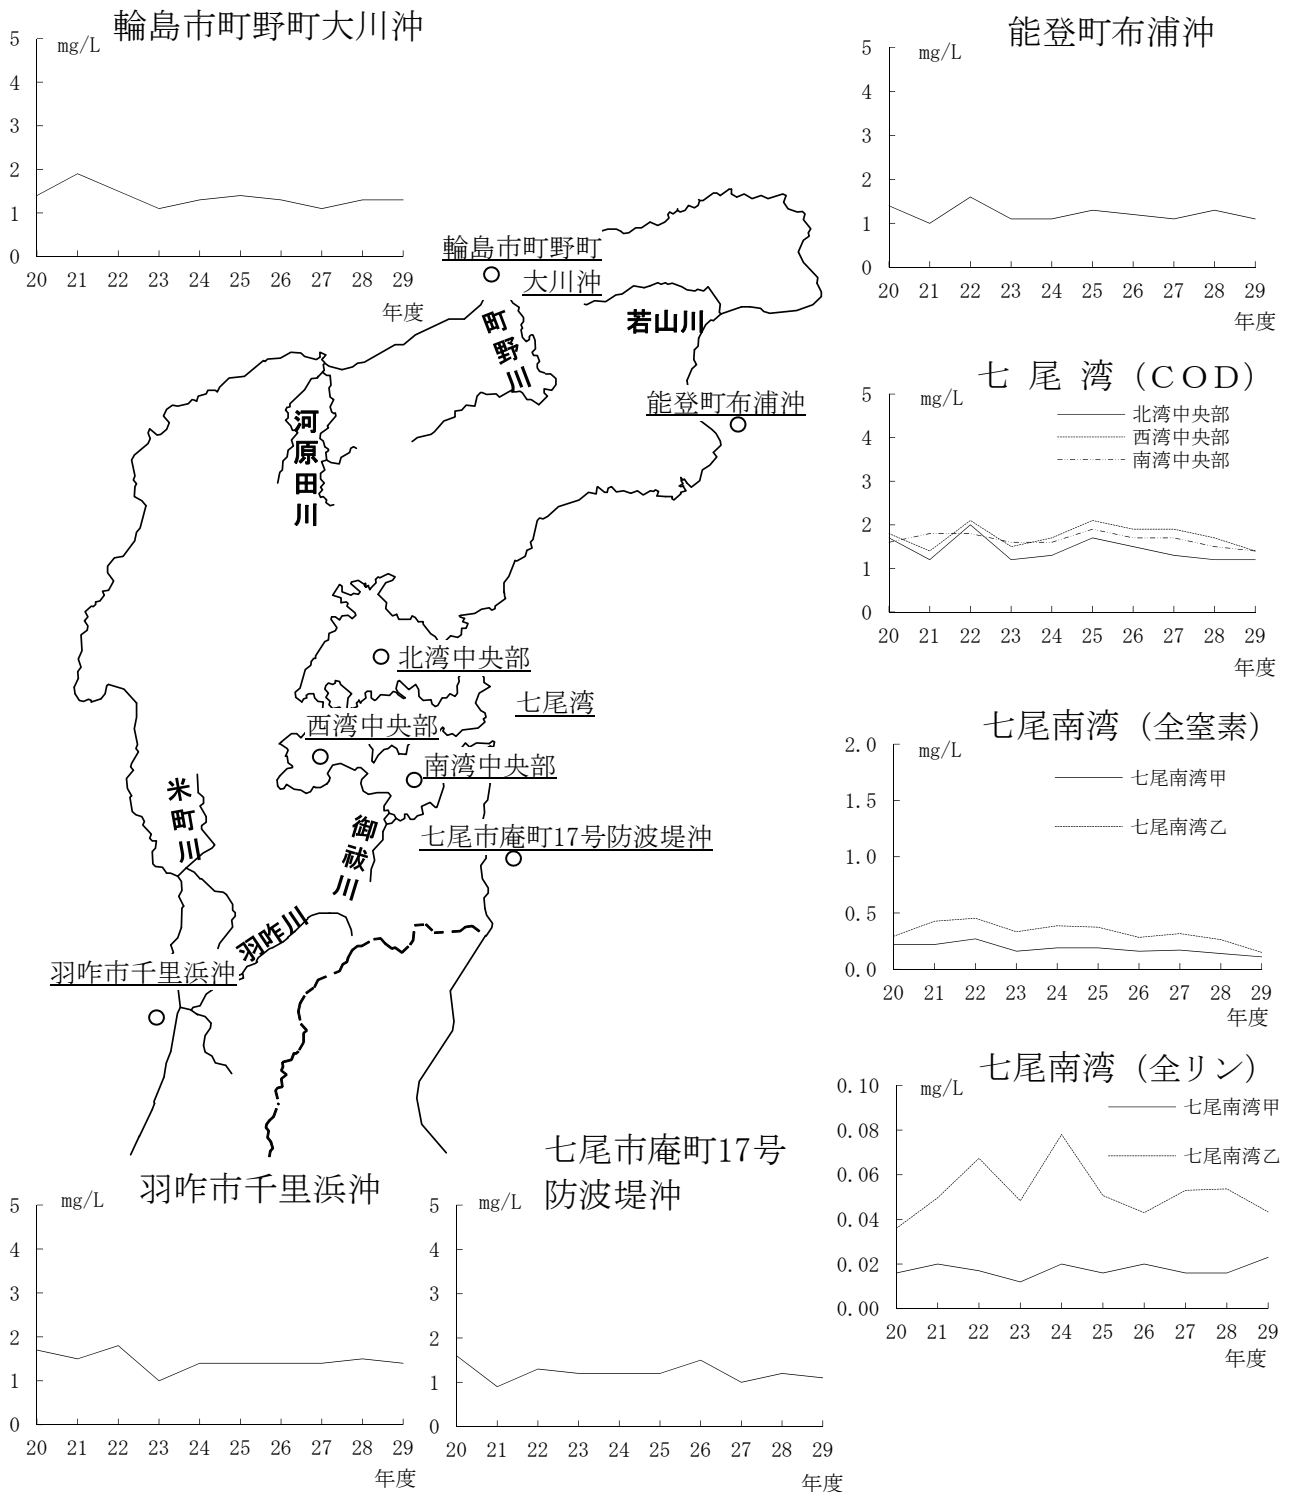 輪島市町野町大川沖
mg/L
5
4
3
2
1
0
20 21 22 23 24 25 26 27 28 29
年度
能登町布浦沖
mg/L
5
4
3
2
1
0
20 21 22 23 24 25 26 27 28 29
年度
輪島市町野町
大川沖
町野川
若山川
河原田川
能登町布浦沖
七尾湾（ＣＯＤ）
mg/L
北湾中央部
西湾中央部
南湾中央部
5
4
3
2
1
0
20 21 22 23 24 25 26 27 28 29
年度
北湾中央部
七尾湾
西湾中央部
南湾中央部
米町川
御祓川
七尾市庵町17号防波堤沖
羽咋川
羽咋市千里浜沖
七尾南湾（全窒素）
mg/L
七尾南湾甲
七尾南湾乙
2.0
1.5
1.0
0.5
0.0
20 21 22 23 24 25 26 27 28 29
年度
七尾南湾（全リン）
mg/L
七尾南湾甲
七尾南湾乙
0.10
0.08
0.06
0.04
0.02
0.00
20 21 22 23 24 25 26 27 28 29
年度
羽咋市千里浜沖
mg/L
5
4
3
2
1
0
20 21 22 23 24 25 26 27 28 29
年度
七尾市庵町17号
防波堤沖
mg/L
5
4
3
2
1
0
20 21 22 23 24 25 26 27 28 29
年度